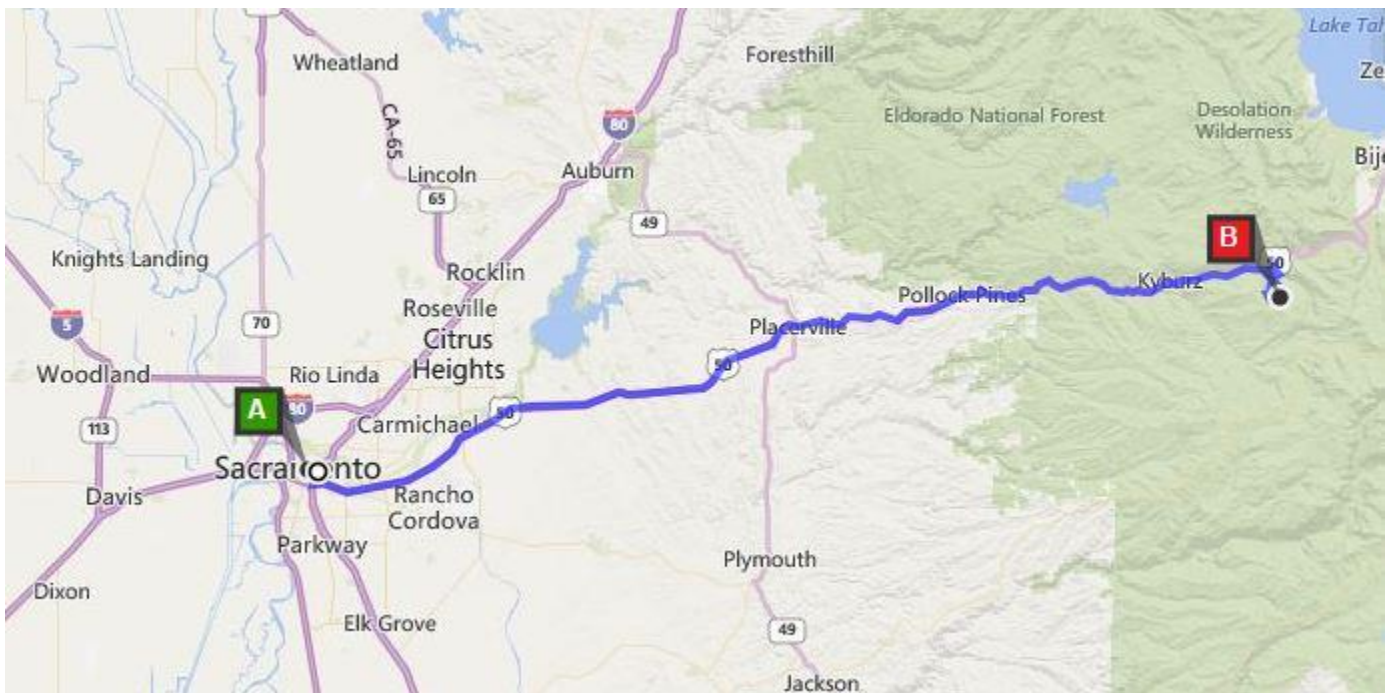 Lake Tah
Wheatland
Foresthill
Ze
CA-65
80
Eldorado National Forest
Desolation
Wilderness
Auburn
Bije
Lincoln
65
49
B
Knights Landing
50
Rocklin
Kyburz
Pollock Pines
Roseville
5
70
Placerville
Citrus
Heights
50
Woodland
Rio Linda
A
80
50
Carmichael
113
Sacramento
Davis
Rancho
Cordova
Parkway
Plymouth
Dixon
Elk Grove
49
Jackson